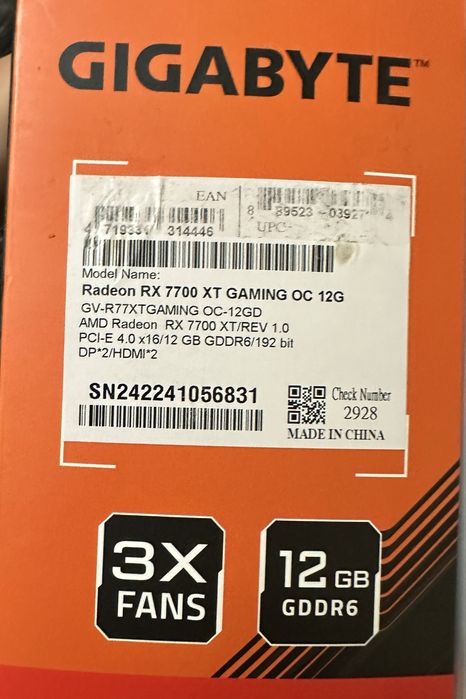 GIGABYTE™
EAN
314446
UPC
Model Name:
Radeon RX 7700 XT GAMING OC 12G
GV-R77XTGAMING OC-12GD
AMD Radeon RX 7700 XT/REV 1.0
PCI-E 4.0 x16/12 GB GDDR6/192 bit
DP*2/HDMI*2
SN242241056831
Check Number
2928
MADE IN CHINA
3X
FANS
12 GB
GDDR6